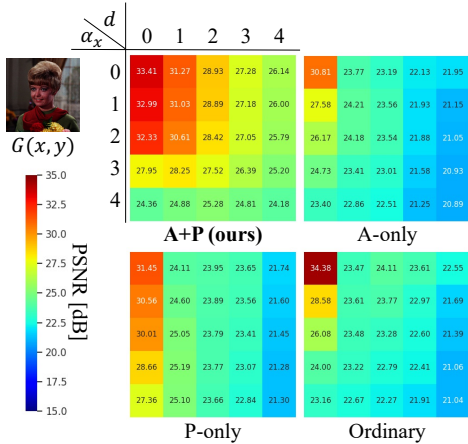 d
αx
0 1 2 3 4
0 33.41 31.27 28.93 27.28 26.14
1 32.99 31.03 28.89 27.18 26.00
2 32.33 30.61 28.42 27.05 25.79
3 27.95 28.25 27.52 26.39 25.20
4 24.36 24.88 25.28 24.81 24.18
A+P (ours)
30.81 23.77 23.19 22.13 21.95
27.58 24.21 23.56 21.93 21.15
26.17 24.18 23.54 21.88 21.05
24.73 23.41 23.01 21.58 20.93
23.40 22.86 22.51 21.25 20.89
A-only
G(x, y)
PSNR [dB]
35.0
32.5
30.0
27.5
25.0
22.5
20.0
17.5
15.0
31.45 24.11 23.95 23.65 21.74
30.56 24.60 23.89 23.56 21.60
30.01 25.05 23.79 23.41 21.45
28.66 25.19 23.77 23.07 21.28
27.36 25.10 23.66 22.84 21.30
P-only
34.38 23.47 24.11 23.61 22.55
28.58 23.61 23.77 22.97 21.69
26.08 23.48 23.28 22.60 21.39
24.00 23.22 22.79 22.41 21.06
23.16 22.67 22.27 21.91 21.04
Ordinary